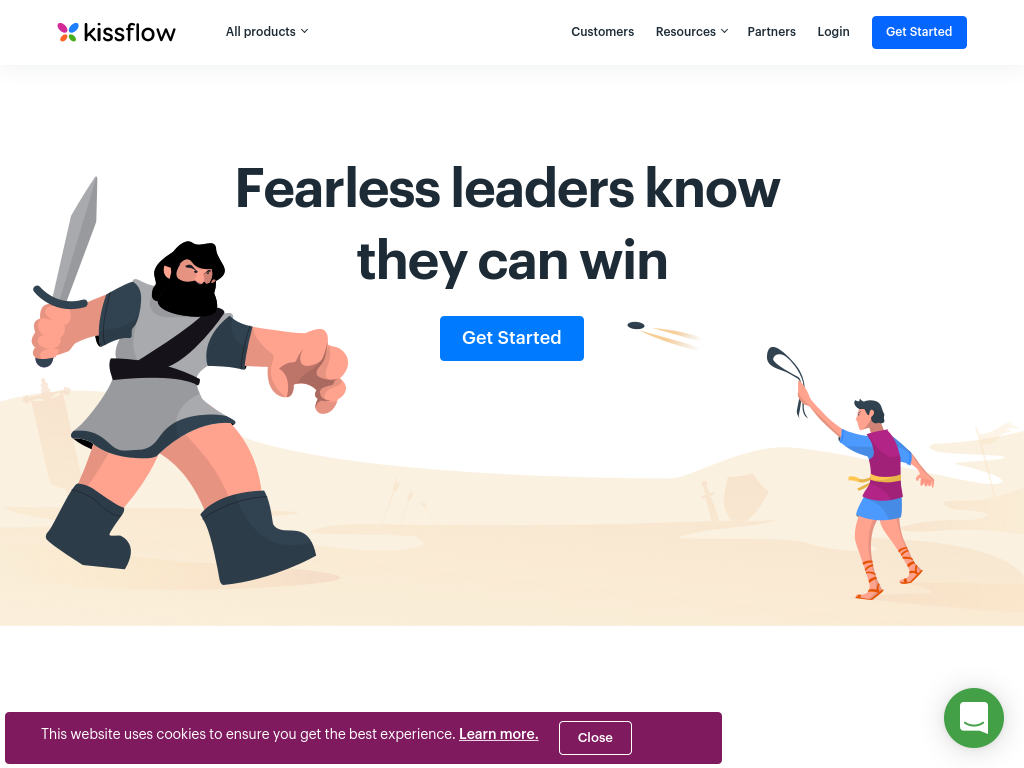 kissflow
All products
Customers
Resources
Partners
Login
Get Started
Fearless leaders know
they can win
Get Started
This website uses cookies to ensure you get the best experience. Learn more.
Close